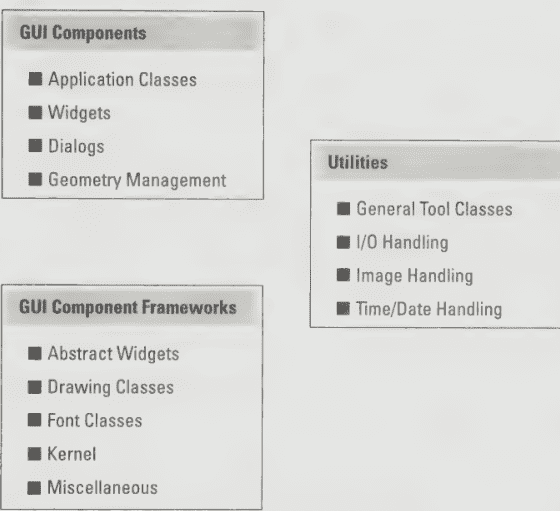 GUI Components
Application Classes
Widgets
Dialogs
Geometry Management
GUI Component Frameworks
Abstract Widgets
Drawing Classes
Font Classes
Kernel
Miscellaneous
Utilities
General Tool Classes
I/O Handling
Image Handling
Time/Date Handling